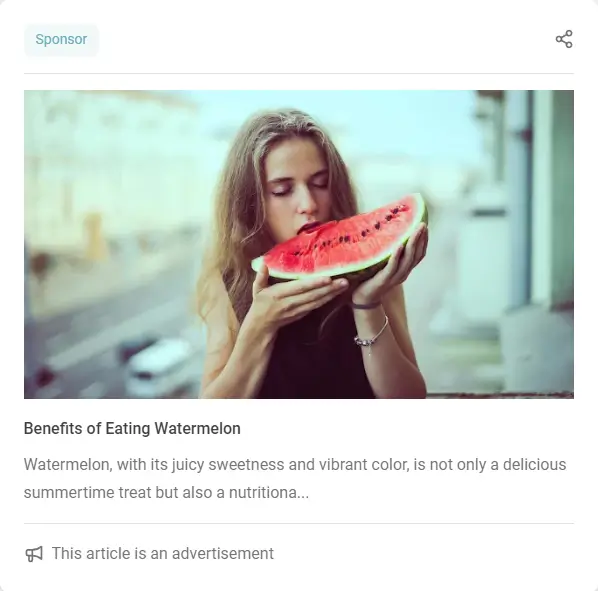 Sponsor
Benefits of Eating Watermelon
Watermelon, with its juicy sweetness and vibrant color, is not only a delicious
summertime treat but also a nutritiona...
This article is an advertisement